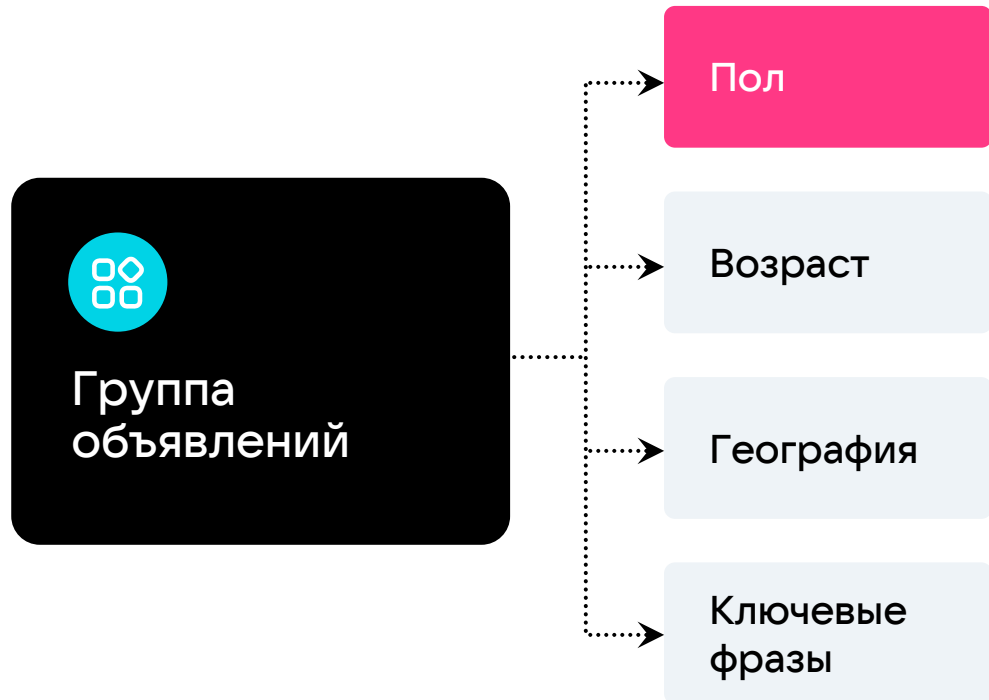 Группа
объявлений
Пол
Возраст
География
Ключевые
фразы